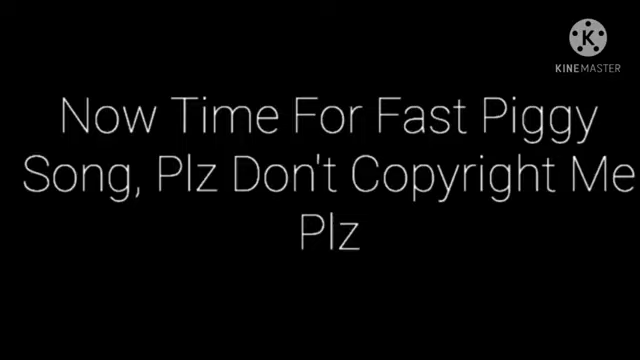 KINEMASTER
Now Time For Fast Piggy
Song, Plz Don't Copyright Me
Plz